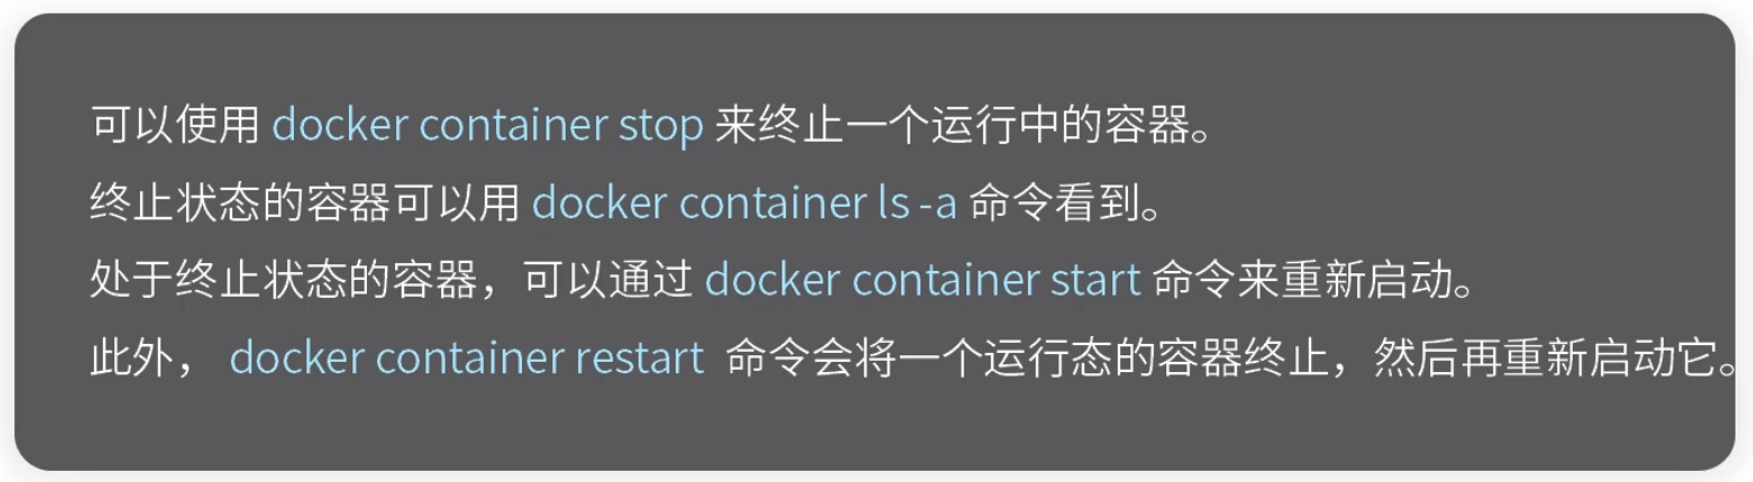 可以使用 docker container stop 来终止一个运行中的容器。
终止状态的容器可以用 docker container ls -a 命令看到。
处于终止状态的容器，可以通过 docker container start 命令来重新启动。
此外， docker container restart 命令会将一个运行态的容器终止，然后再重新启动它。